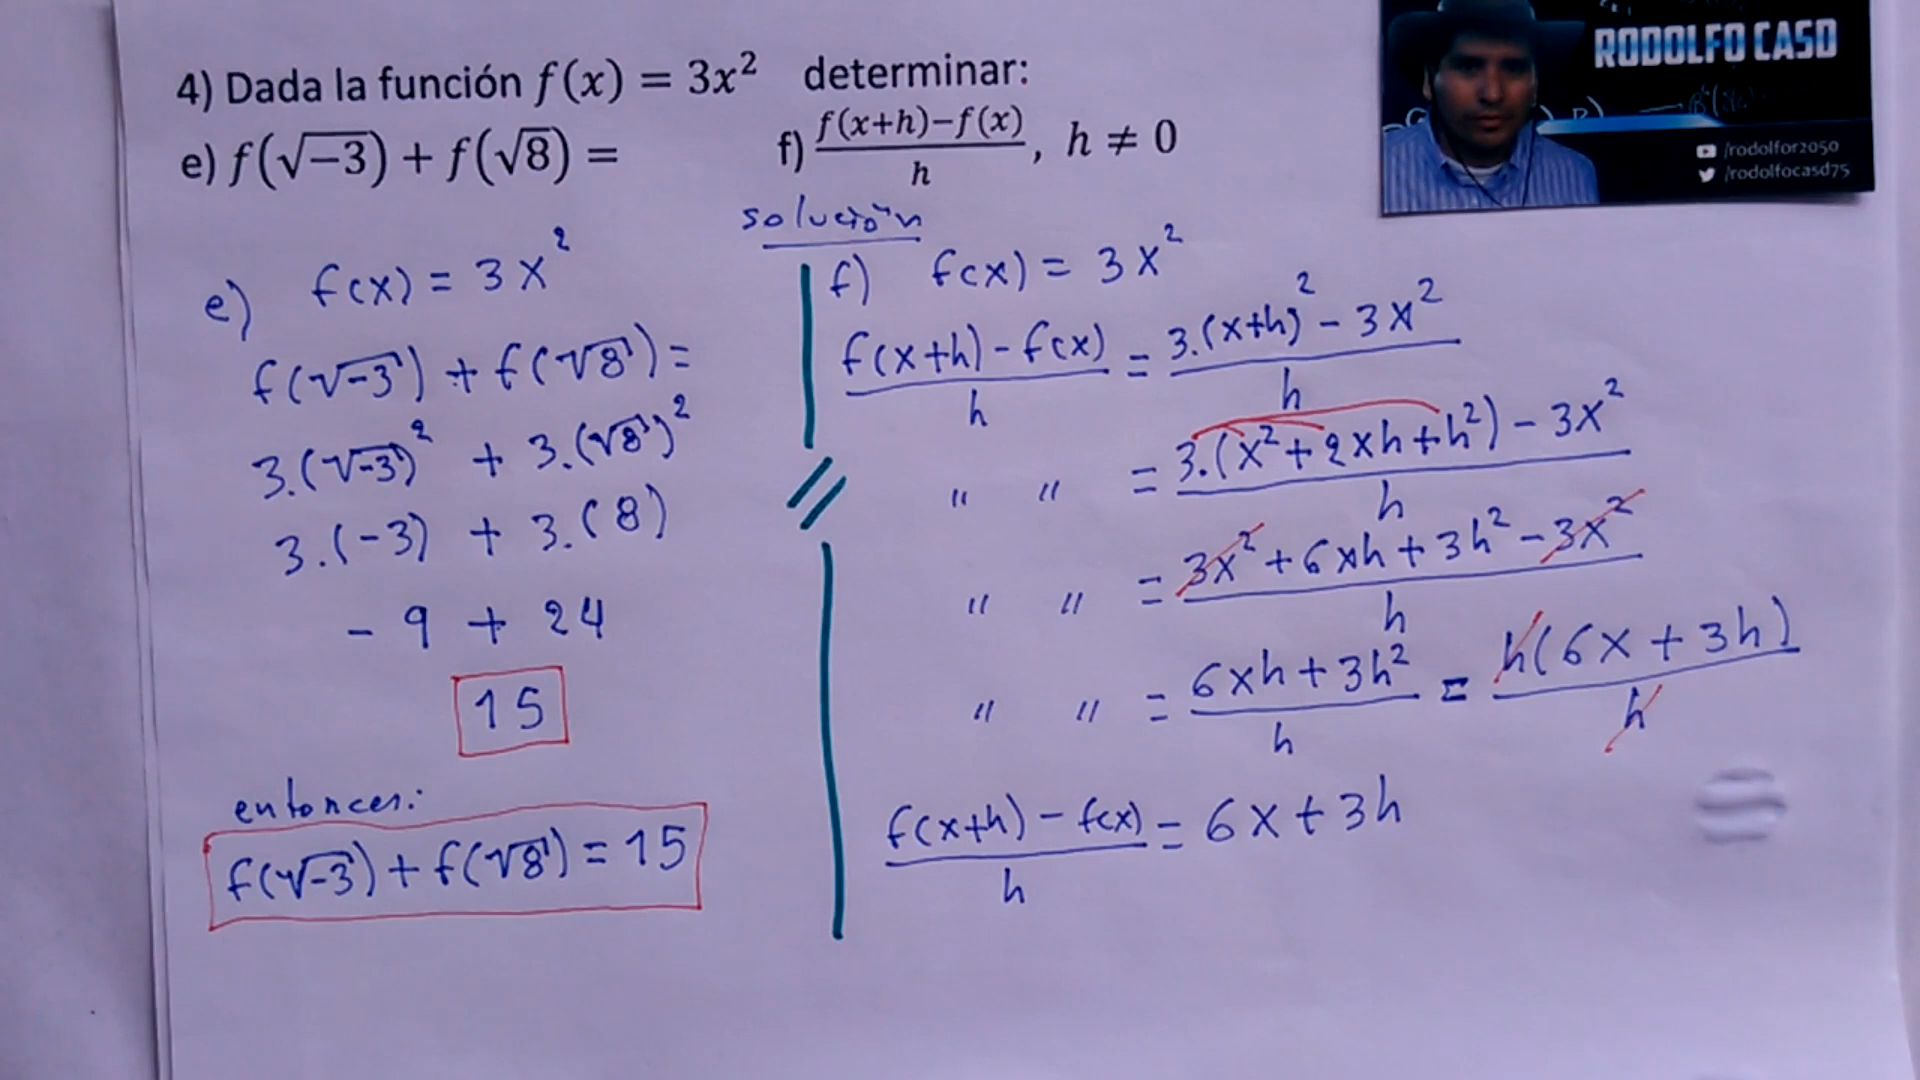 4) Dada la función f(x) = 3x² determinar:
e) f(√−3) + f(√8) =
f) (f(x+h)−f(x))/h , h ≠ 0
RODOLFO CASD
/rodolfor2050
/rodolfocasd75
solución
e) f(x) = 3x²
f(√-3) + f(√8) =
3.(√-3)² + 3.(√8)²
3.(-3) + 3.(8)
- 9 + 24
15
entonces:
f(√-3) + f(√8) = 15
f) f(x) = 3x²
(f(x+h) - f(x))/h = (3.(x+h)² - 3x²)/h
" " = (3.(x² + 2xh + h²) - 3x²)/h
" " = (3x² + 6xh + 3h² - 3x²)/h
" " = (6xh + 3h²)/h = h(6x + 3h)/h
(f(x+h) - f(x))/h = 6x + 3h